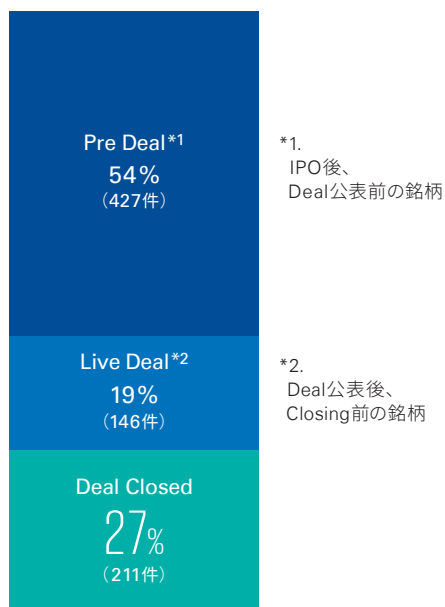 Pre Deal*1
54%
（427件）
*1.
IPO後、
Deal公表前の銘柄
Live Deal*2
19%
（146件）
*2.
Deal公表後、
Closing前の銘柄
Deal Closed
27%
（211件）